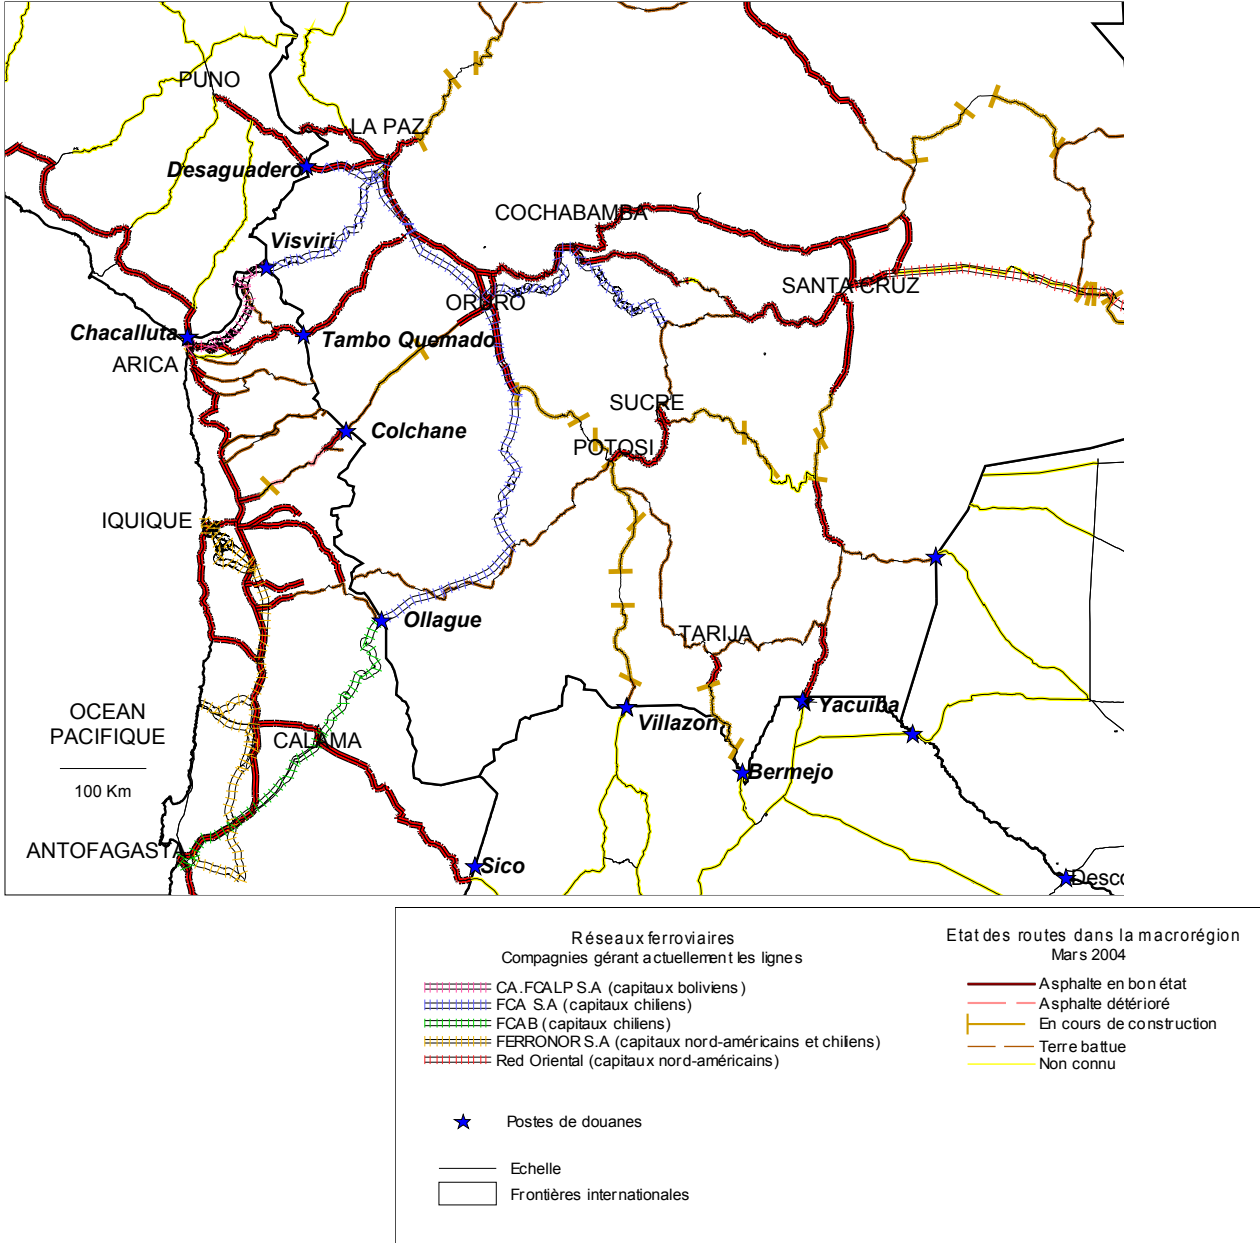 PUNO
LA PAZ
Desaguadero
COCHABAMBA
Visviri
SANTA CRUZ
ORURO
Chacalluta
Tambo Quemado
ARICA
SUCRE
Colchane
POTOSI
IQUIQUE
Ollague
TARIJA
OCEAN
PACIFIQUE
Yacuiba
Villazon
CALAMA
Bermejo
100 Km
ANTOFAGASTA
Sico
Desco
Réseaux ferroviaires
Compagnies gérant actuellement les lignes
CA.FCALP S.A (capitaux boliviens)
FCA S.A (capitaux chiliens)
FCAB (capitaux chiliens)
FERRONOR S.A (capitaux nord-américains et chiliens)
Red Oriental (capitaux nord-américains)
Postes de douanes
Echelle
Frontières internationales
Etat des routes dans la macrorégion
Mars 2004
Asphalte en bon état
Asphalte détérioré
En cours de construction
Terre battue
Non connu